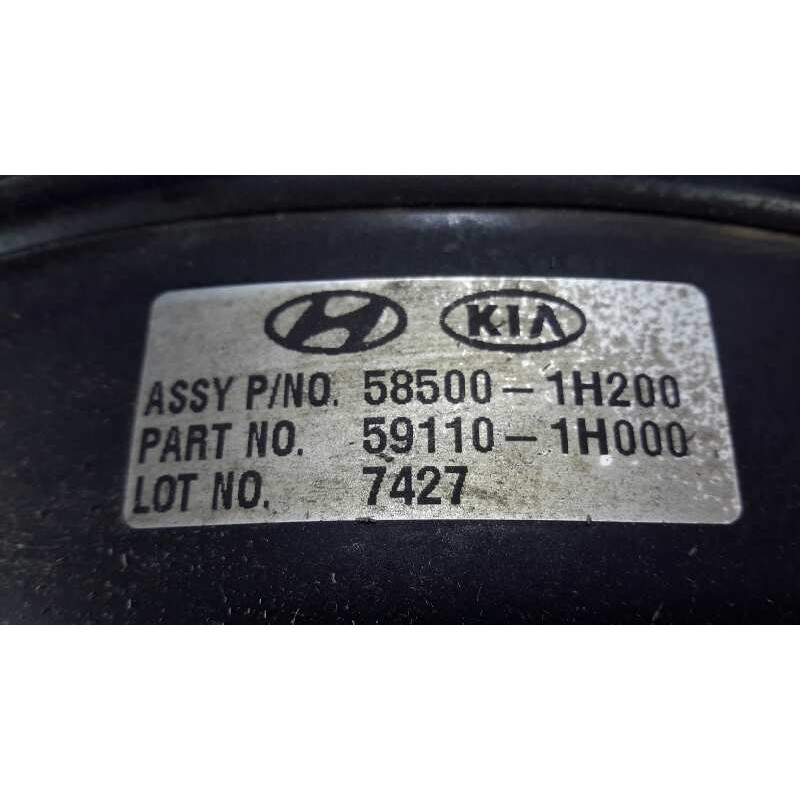 KIA
ASSY P/NO. 58500-1H200
PART NO. 59110-1H000
LOT NO. 7427